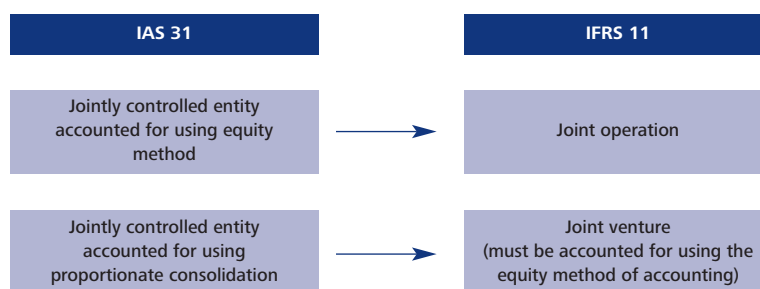 IAS 31
IFRS 11
Jointly controlled entity
accounted for using equity
method
Joint operation
Jointly controlled entity
accounted for using
proportionate consolidation
Joint venture
(must be accounted for using the
equity method of accounting)